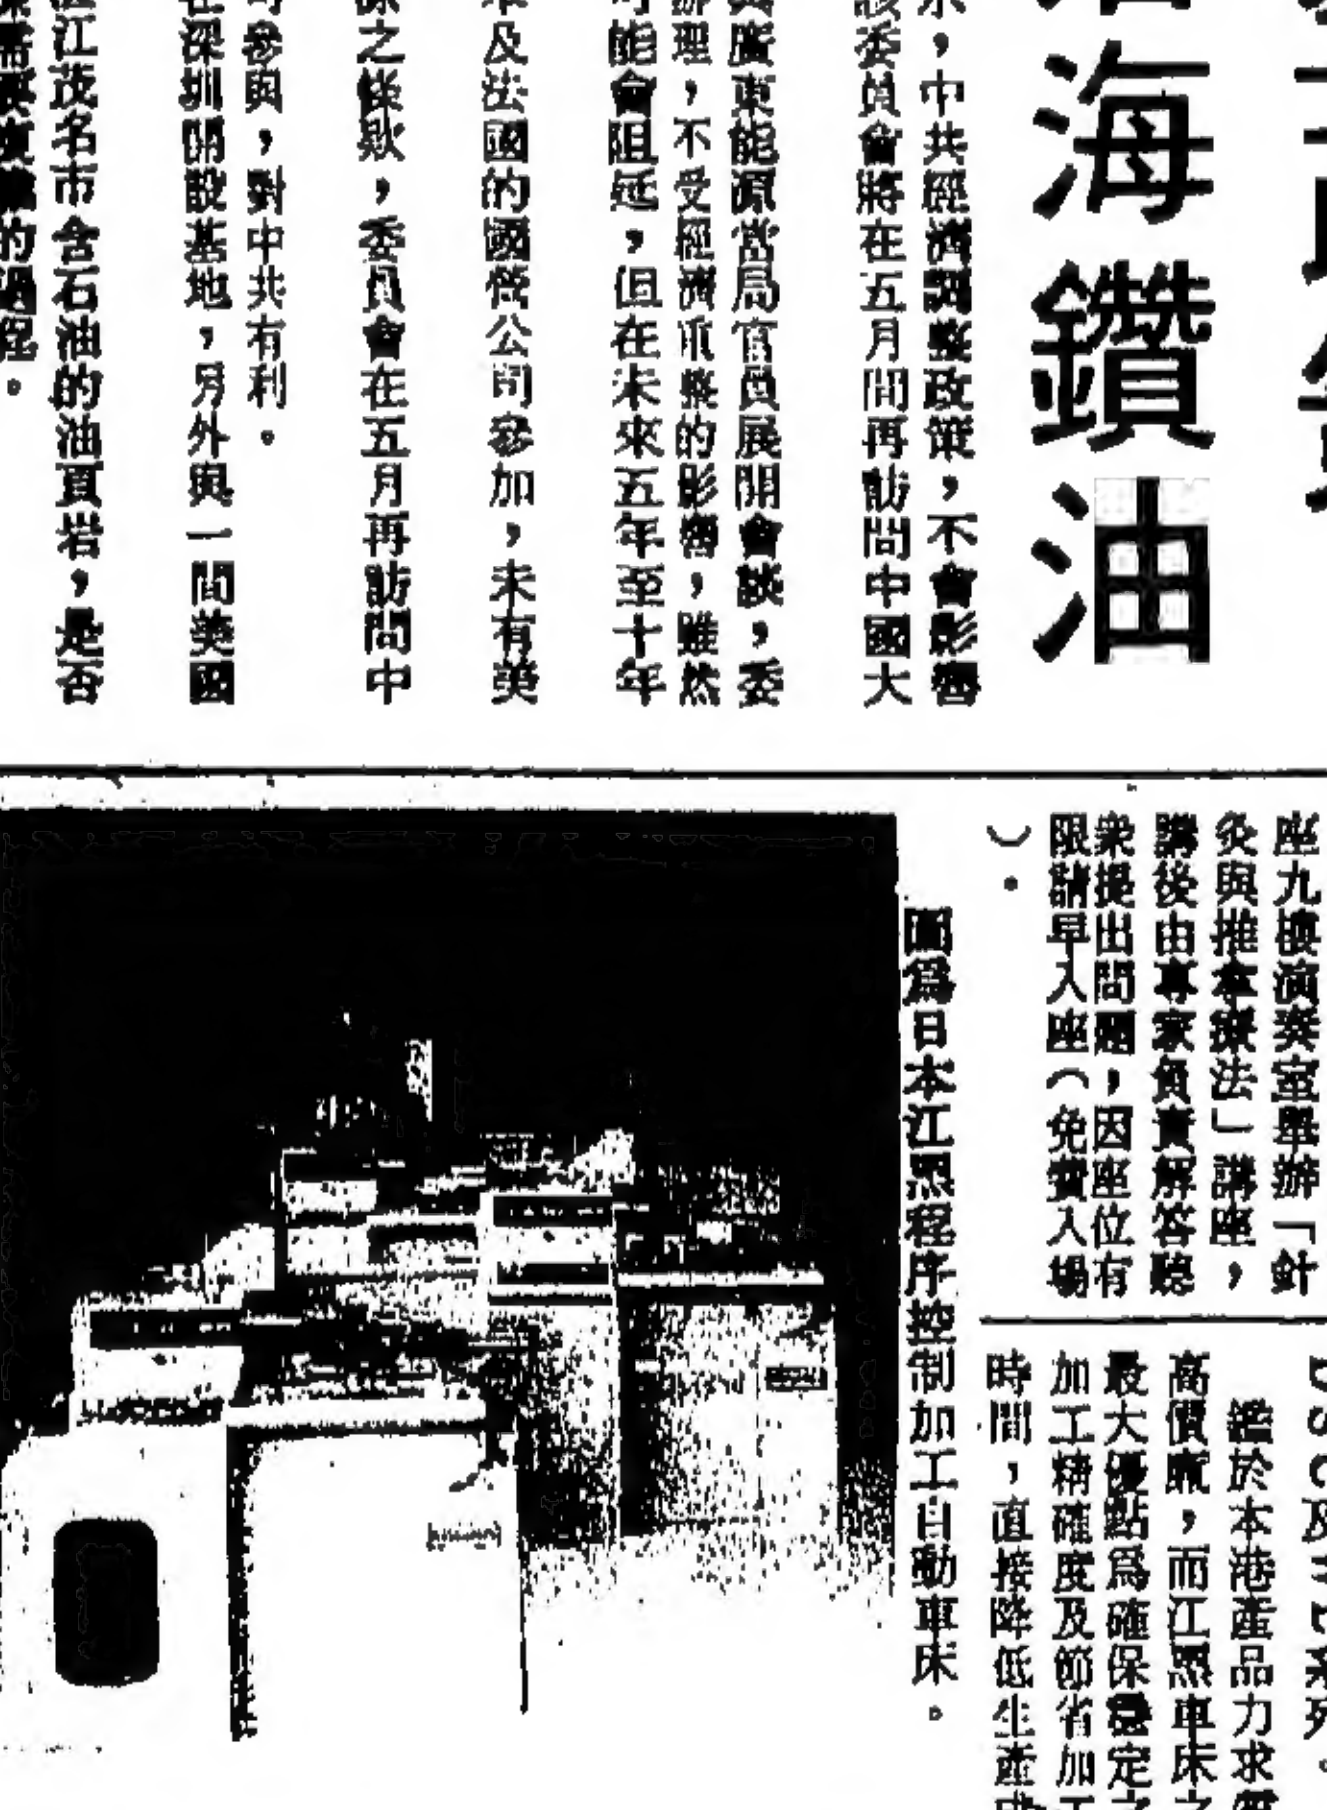 海鑽油
，中共經濟調整政策，不會影響
該委員會將在五月間再訪問中國大
與廣東能源當局官員展開會談，委
辦理，不受經濟重整的影響，雖然
可能會阻延，但在未來五年至十年
及法國的國營公司參加，未有美
之條款，委員會在五月再訪問中
參與，對中共有利。
在深圳開設基地，另外與一間美國
江茂名市含石油的油頁岩，是否
的過程。
座九樓演奏室舉辦「針
灸與推拿療法」講座，
講後由專家負責解答聽
衆提出問題，因座位有
限請早入座（免費入場
）。
圖爲日本江黑程序控制加工自動車床。
系列。
鑑於本港產品力求
高價廉，而江黑車床之
最大優點爲確保穩定之
加工精確度及節省加工
時間，直接降低生產